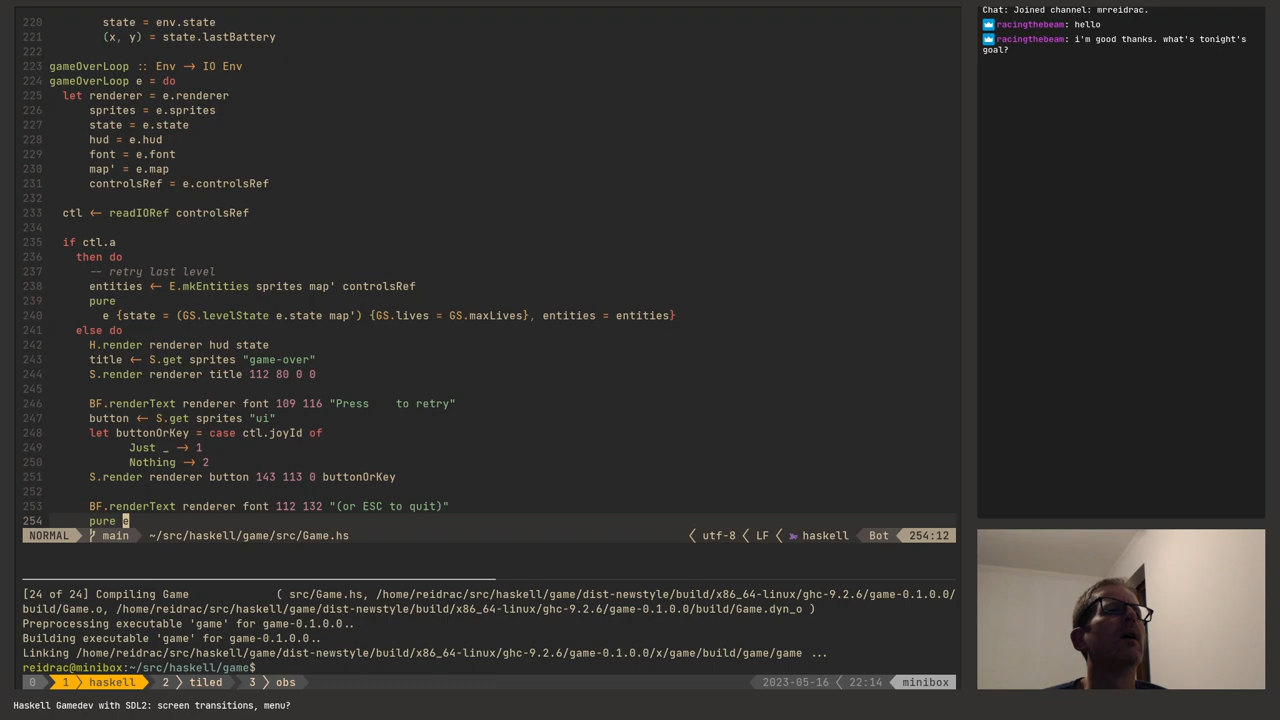 220         state = env.state
221         (x, y) = state.lastBattery
222
223 gameOverLoop :: Env -> IO Env
224 gameOverLoop e = do
225   let renderer = e.renderer
226       sprites = e.sprites
227       state = e.state
228       hud = e.hud
229       font = e.font
230       map' = e.map
231       controlsRef = e.controlsRef
232
233   ctl <- readIORef controlsRef
234
235   if ctl.a
236     then do
237       -- retry last level
238       entities <- E.mkEntities sprites map' controlsRef
239       pure
240         e {state = (GS.levelState e.state map') {GS.lives = GS.maxLives}, entities = entities}
241     else do
242       H.render renderer hud state
243       title <- S.get sprites "game-over"
244       S.render renderer title 112 80 0 0
245
246       BF.renderText renderer font 109 116 "Press    to retry"
247       button <- S.get sprites "ui"
248       let buttonOrKey = case ctl.joyId of
249             Just _ -> 1
250             Nothing -> 2
251       S.render renderer button 143 113 0 buttonOrKey
252
253       BF.renderText renderer font 112 132 "(or ESC to quit)"
254       pure e
NORMAL main ~/src/haskell/game/src/Game.hs utf-8 LF haskell Bot 254:12
[24 of 24] Compiling Game             ( src/Game.hs, /home/reidrac/src/haskell/game/dist-newstyle/build/x86_64-linux/ghc-9.2.6/game-0.1.0.0/
build/Game.o, /home/reidrac/src/haskell/game/dist-newstyle/build/x86_64-linux/ghc-9.2.6/game-0.1.0.0/build/Game.dyn_o )
Preprocessing executable 'game' for game-0.1.0.0..
Building executable 'game' for game-0.1.0.0..
Linking /home/reidrac/src/haskell/game/dist-newstyle/build/x86_64-linux/ghc-9.2.6/game-0.1.0.0/x/game/build/game/game ...
reidrac@minibox:~/src/haskell/game$
0 1 haskell 2 tiled 3 obs 2023-05-16 22:14 minibox
Haskell Gamedev with SDL2: screen transitions, menu?
Chat: Joined channel: mrreidrac.
racingthebeam: hello
racingthebeam: i'm good thanks. what's tonight's
goal?